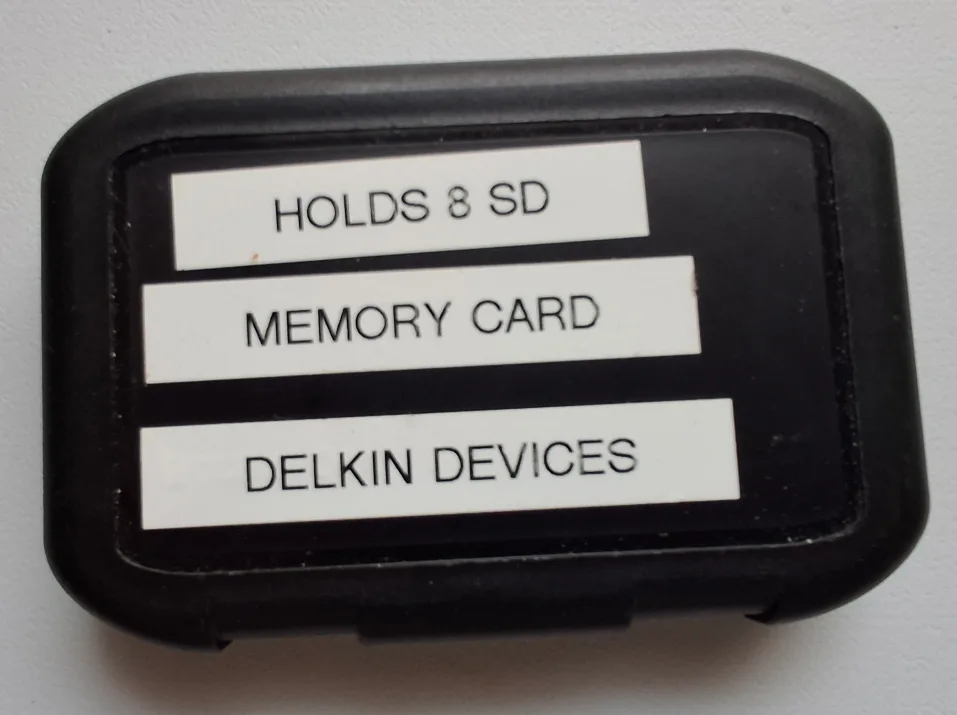 HOLDS 8 SD
MEMORY CARD
DELKIN DEVICES